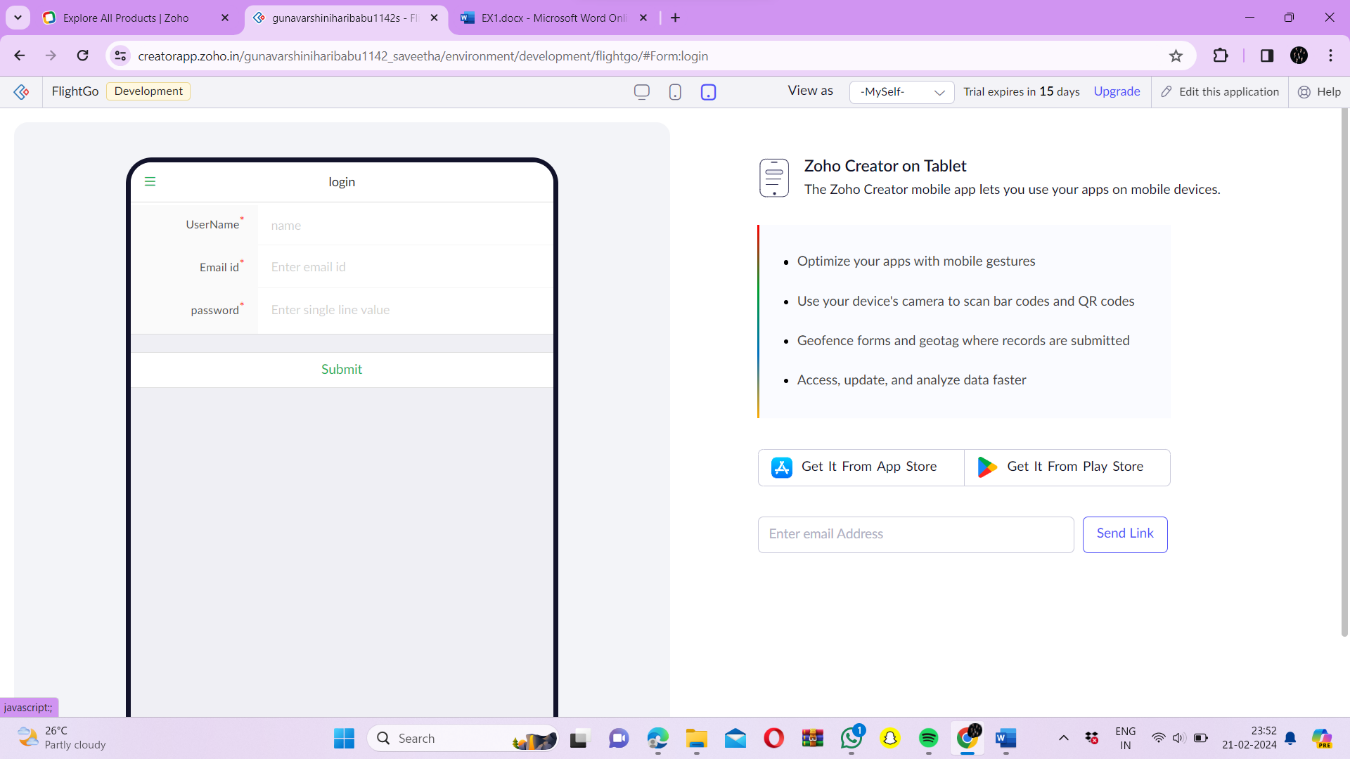 Explore All Products | Zoho
gunavarshiniharibabu1142s - Fl
EX1.docx - Microsoft Word Onli
creatorapp.zoho.in/gunavarshiniharibabu1142_saveetha/environment/development/flightgo/#Form:login
FlightGo
Development
View as
-MySelf-
Trial expires in 15 days
Upgrade
Edit this application
Help
login
UserName*
name
Email id*
Enter email id
password*
Enter single line value
Submit
Zoho Creator on Tablet
The Zoho Creator mobile app lets you use your apps on mobile devices.
• Optimize your apps with mobile gestures
• Use your device's camera to scan bar codes and QR codes
• Geofence forms and geotag where records are submitted
• Access, update, and analyze data faster
Get It From App Store
Get It From Play Store
Enter email Address
Send Link
javascript:;
26°C
Partly cloudy
Search
1
ENG
IN
23:52
21-02-2024
PRE